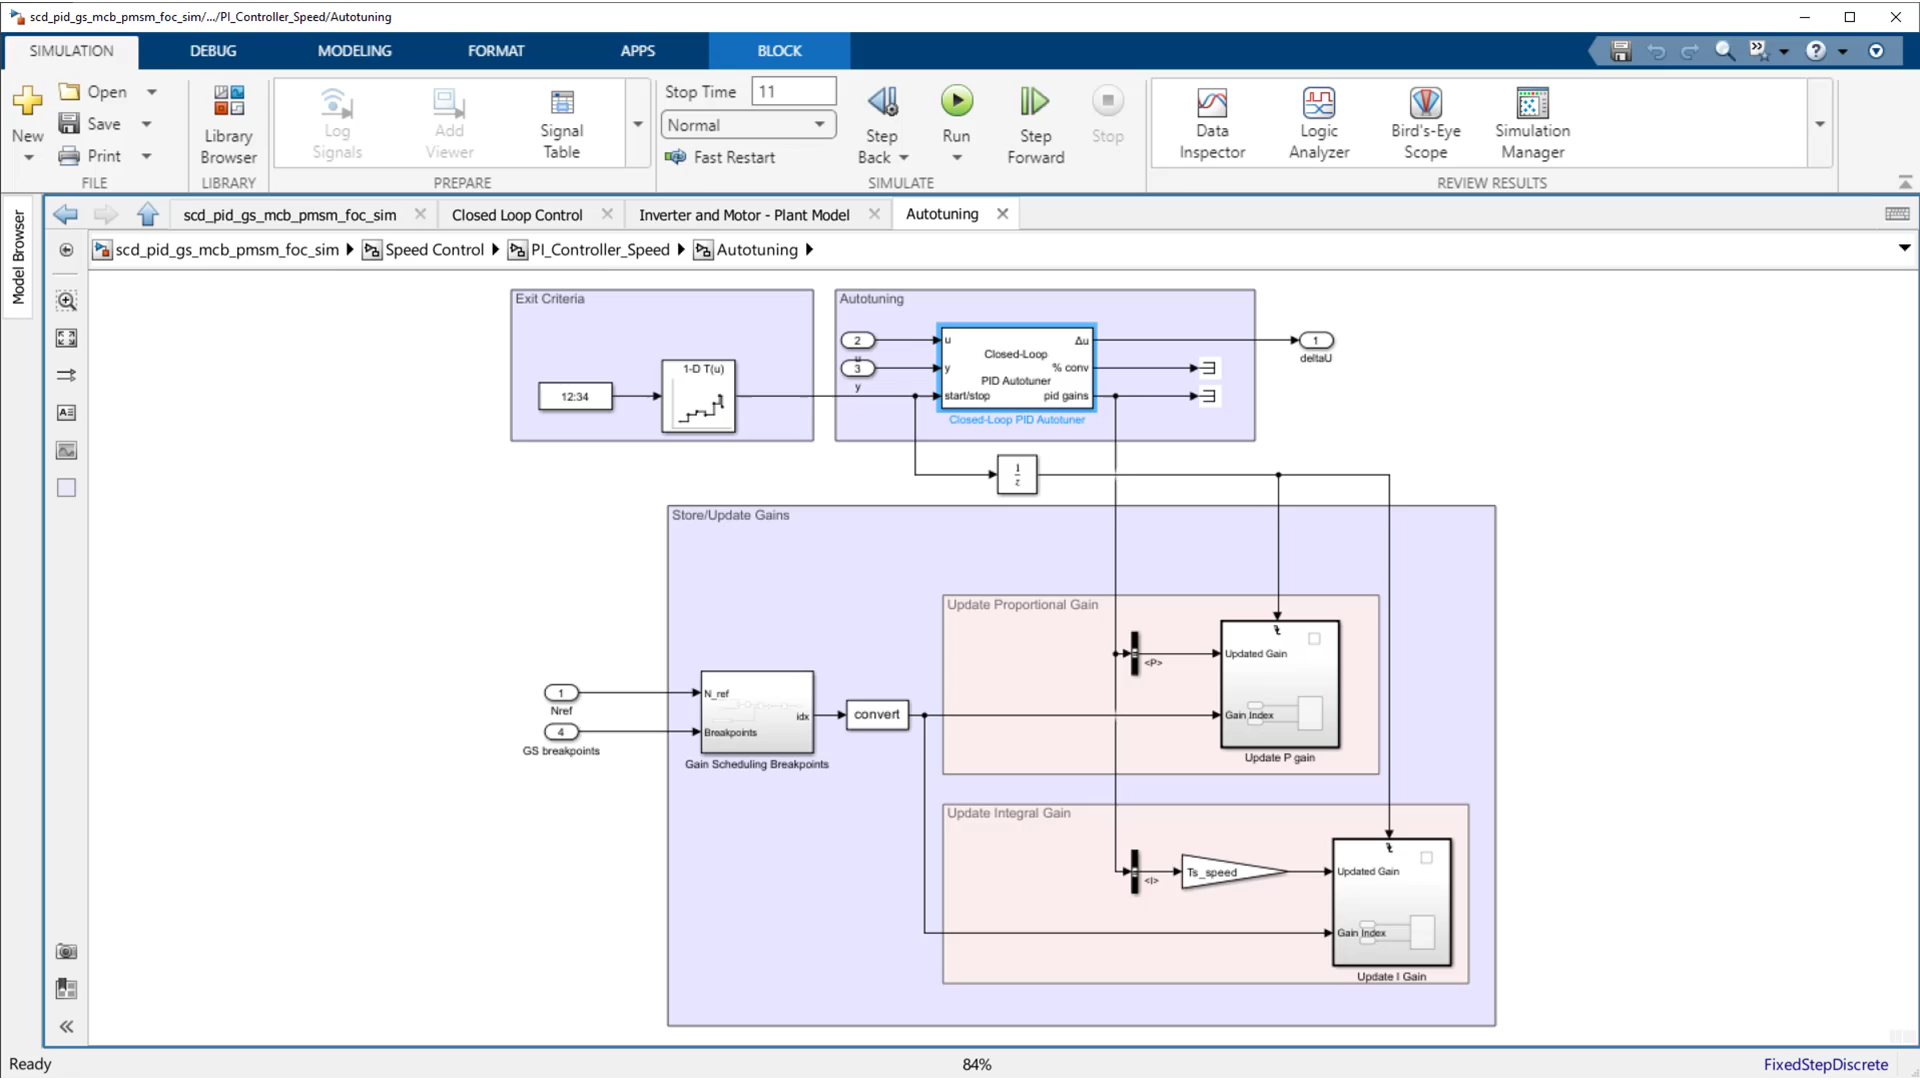 scd_pid_gs_mcb_pmsm_foc_sim/.../PI_Controller_Speed/Autotuning
SIMULATION DEBUG MODELING FORMAT APPS BLOCK
New
Open
Save
Print
FILE
Library Browser
LIBRARY
Log Signals
Add Viewer
Signal Table
PREPARE
Stop Time 11
Normal
Fast Restart
Step Back
Run
Step Forward
Stop
SIMULATE
Data Inspector
Logic Analyzer
Bird's-Eye Scope
Simulation Manager
REVIEW RESULTS
Model Browser
scd_pid_gs_mcb_pmsm_foc_sim
Closed Loop Control
Inverter and Motor - Plant Model
Autotuning
scd_pid_gs_mcb_pmsm_foc_sim Speed Control PI_Controller_Speed Autotuning
Exit Criteria
12:34
1-D T(u)
Autotuning
2
u
3
y
u
y
start/stop
Closed-Loop
PID Autotuner
Δu
% conv
pid gains
Closed-Loop PID Autotuner
1
deltaU
1
z
Store/Update Gains
1
Nref
4
GS breakpoints
N_ref
Breakpoints
idx
Gain Scheduling Breakpoints
convert
Update Proportional Gain
<P>
Updated Gain
Gain Index
Update P gain
Update Integral Gain
<I>
Ts_speed
Updated Gain
Gain Index
Update I Gain
Ready
84%
FixedStepDiscrete